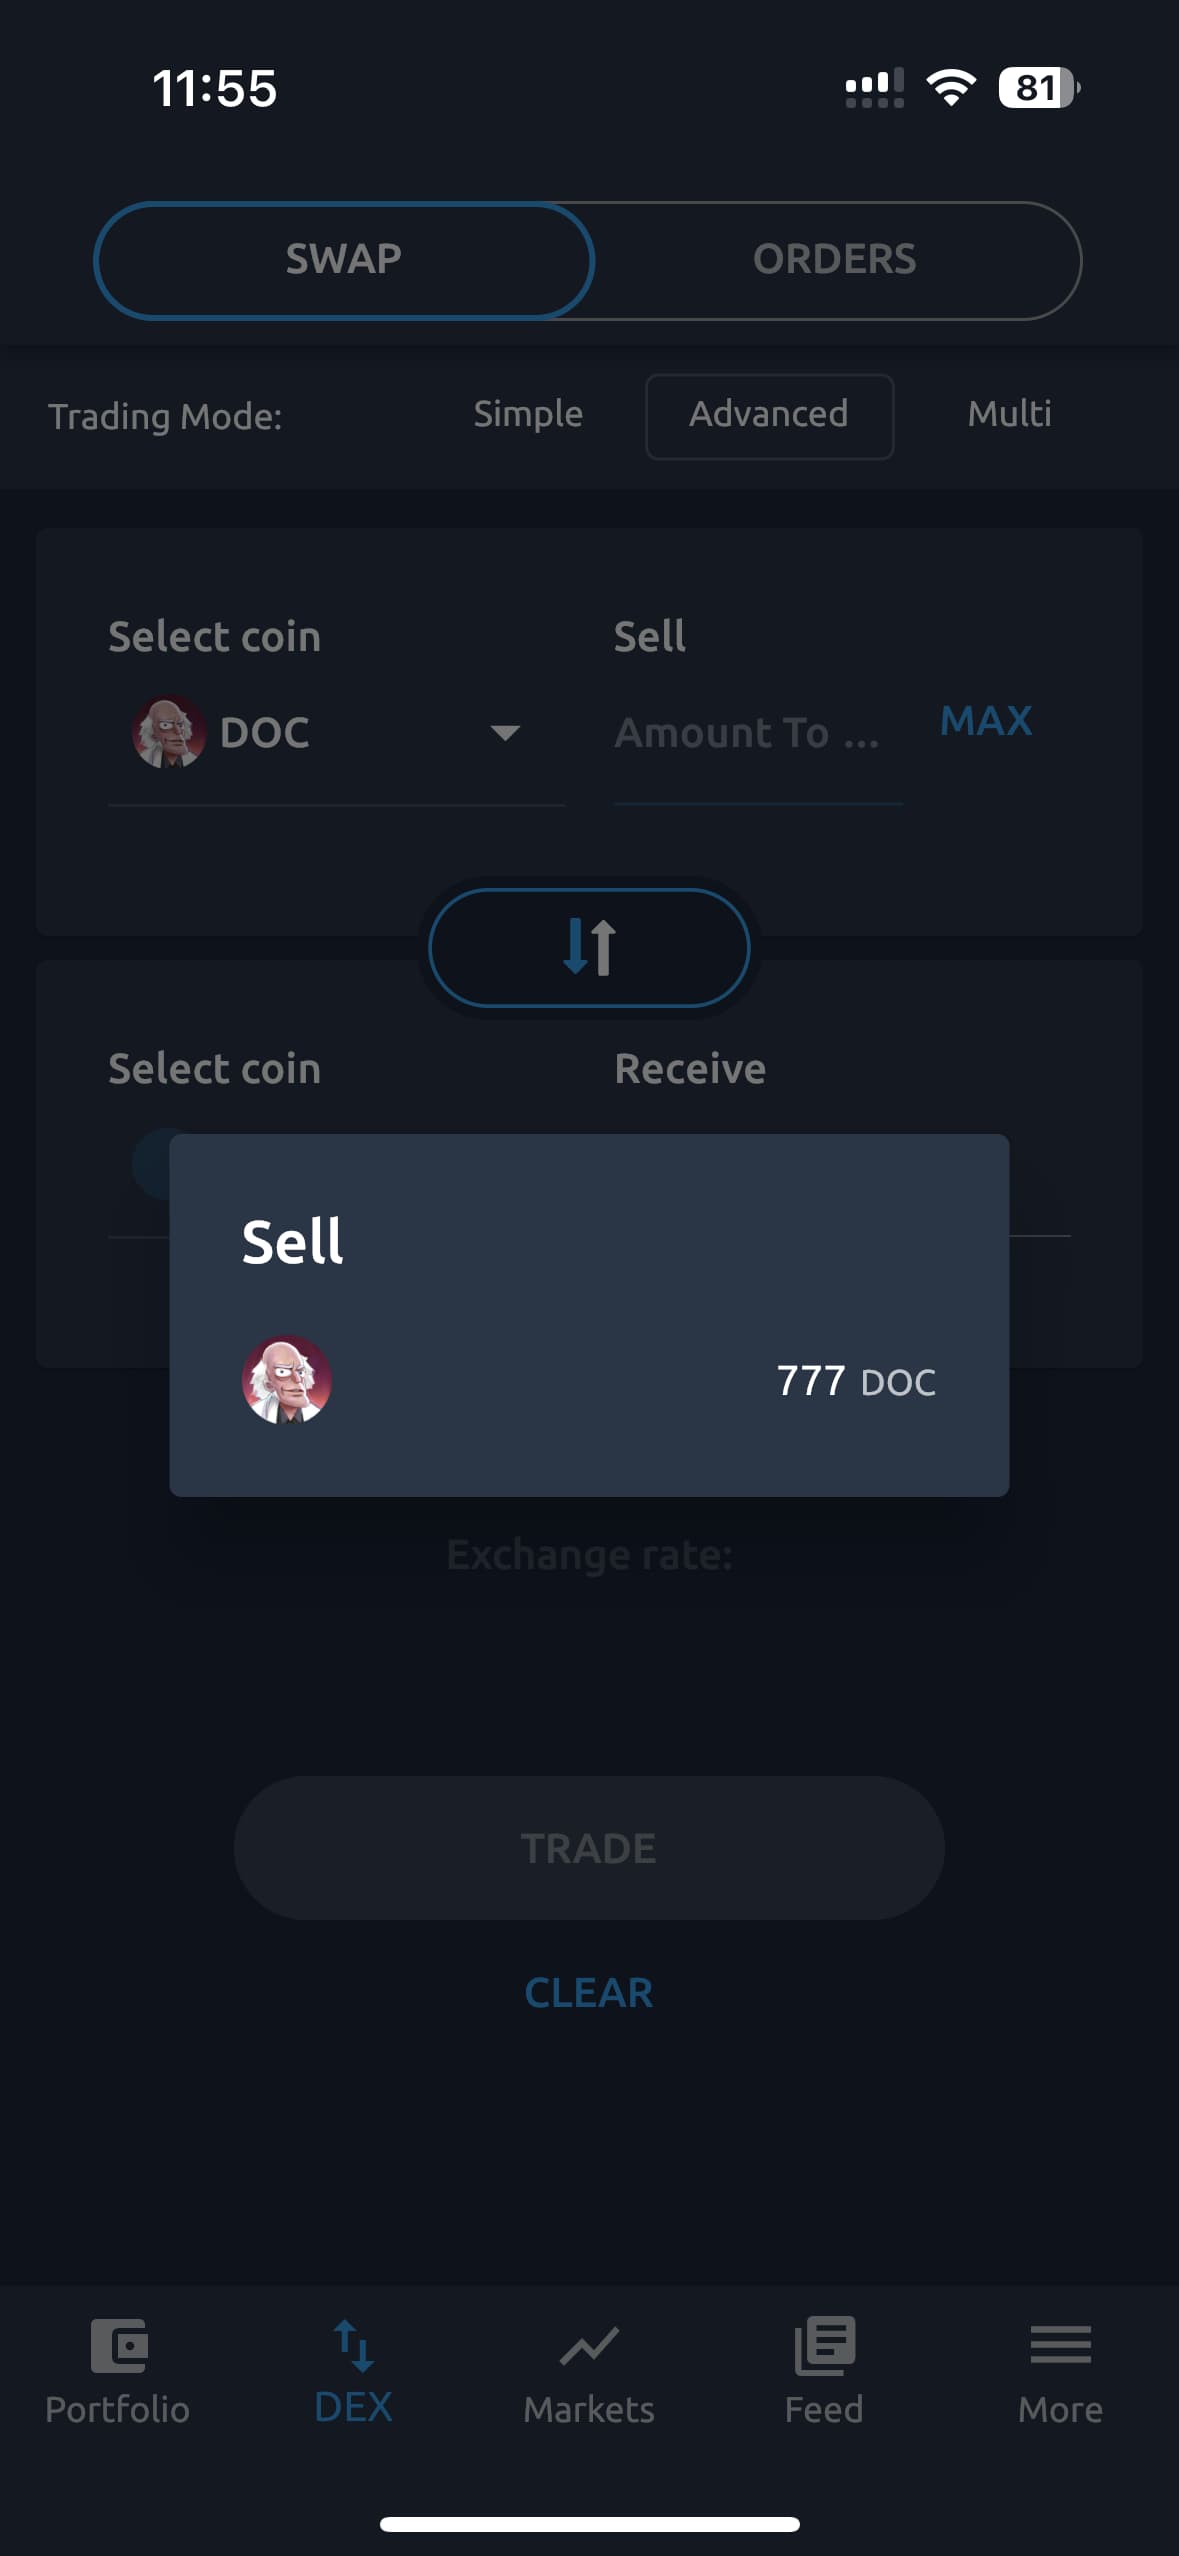 11:55
81
SWAP
ORDERS
Trading Mode:
Simple
Advanced
Multi
Select coin
Sell
DOC
Amount To ...
MAX
Select coin
Receive
Sell
777 DOC
Exchange rate:
TRADE
CLEAR
Portfolio
DEX
Markets
Feed
More